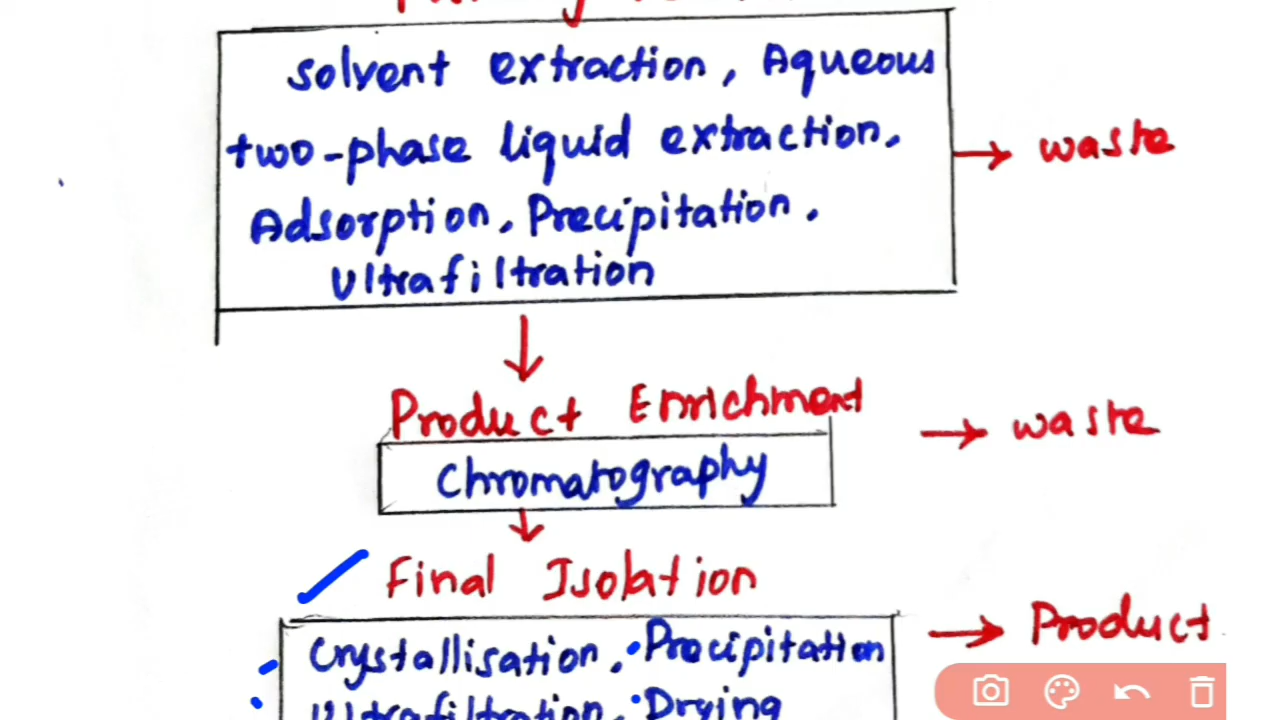 solvent extraction, Aqueous
two-phase liquid extraction,
Adsorption, Precipitation,
Ultrafiltration
→ waste
Product Enrichment
→ waste
Chromatography
Final Isolation
→ Product
Crystallisation, • Precipitation
Ultrafiltration, • Drying